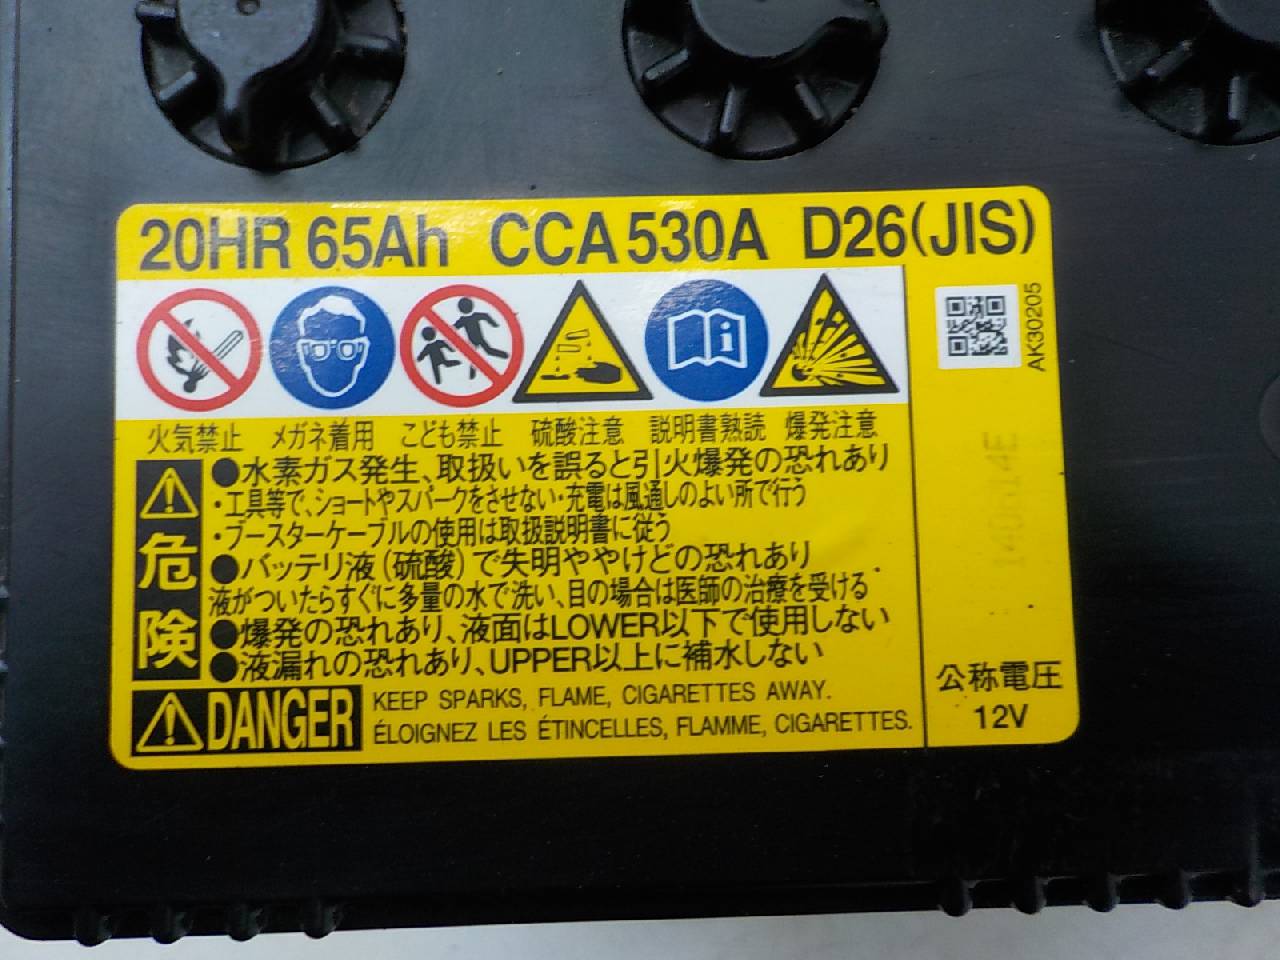 20HR 65Ah CCA 530A D26(JIS)
AK30205
火気禁止 メガネ着用 こども禁止 硫酸注意 説明書熟読 爆発注意
危険
●水素ガス発生、取扱いを誤ると引火爆発の恐れあり
・工具等で、ショートやスパークをさせない・充電は風通しのよい所で行う
・ブースターケーブルの使用は取扱説明書に従う
●バッテリ液(硫酸)で失明ややけどの恐れあり
液がついたらすぐに多量の水で洗い、目の場合は医師の治療を受ける
●爆発の恐れあり、液面はLOWER以下で使用しない
●液漏れの恐れあり、UPPER以上に補水しない
DANGER
KEEP SPARKS, FLAME, CIGARETTES AWAY.
ÉLOIGNEZ LES ÉTINCELLES, FLAMME, CIGARETTES.
公称電圧
12V